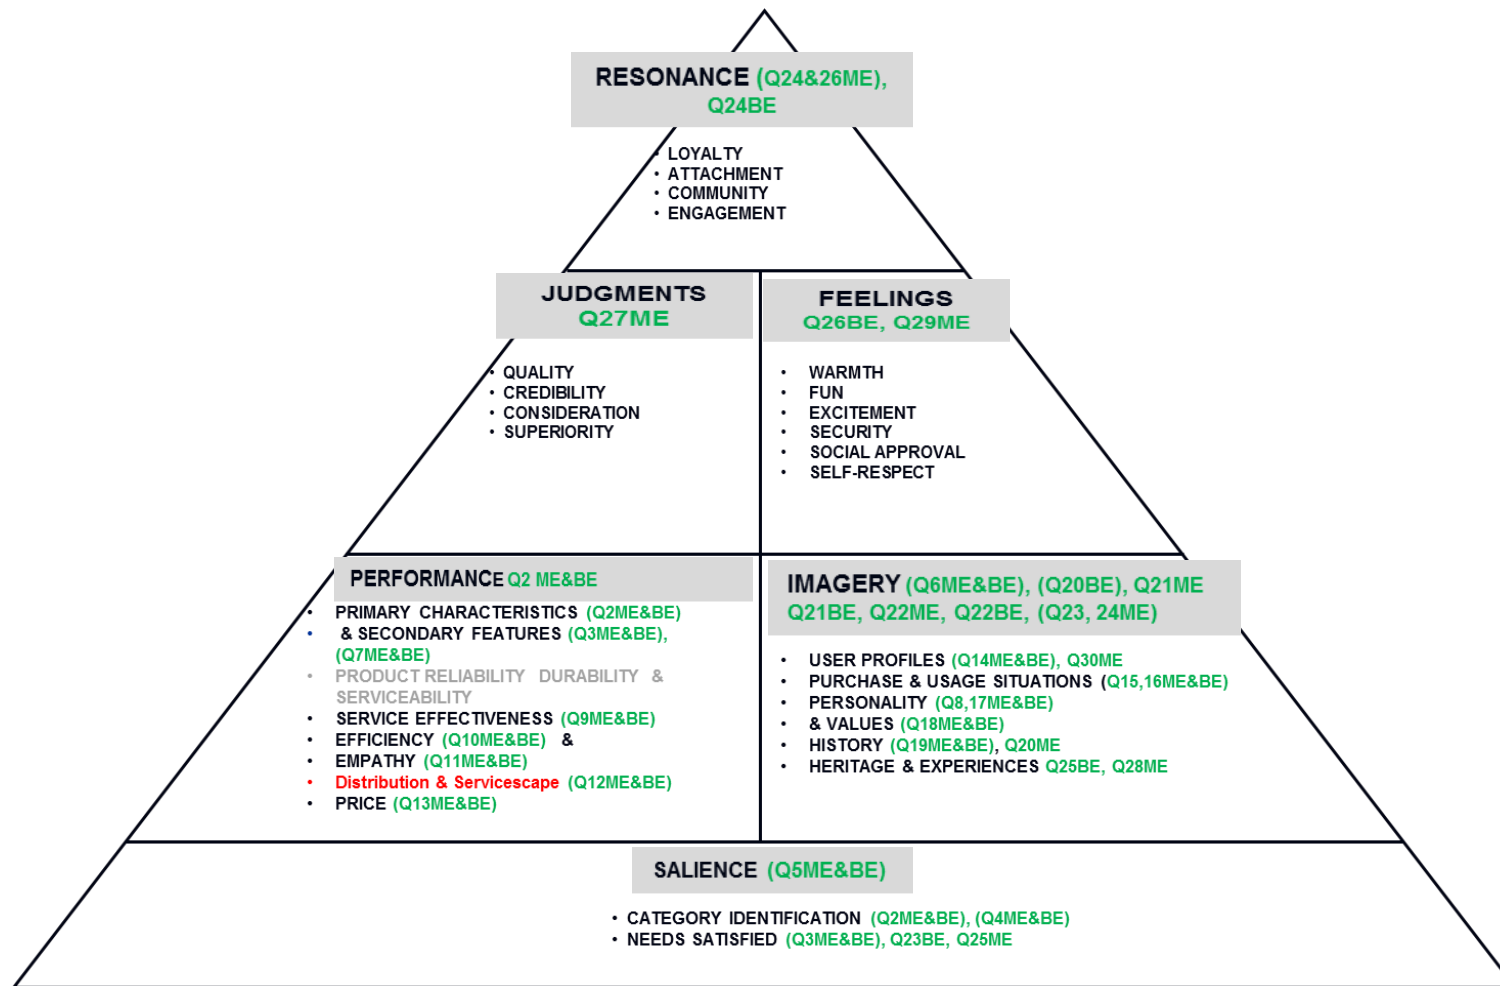 RESONANCE (Q24&26ME),
Q24BE
• LOYALTY
• ATTACHMENT
• COMMUNITY
• ENGAGEMENT
JUDGMENTS
Q27ME
• QUALITY
• CREDIBILITY
• CONSIDERATION
• SUPERIORITY
FEELINGS
Q26BE, Q29ME
• WARMTH
• FUN
• EXCITEMENT
• SECURITY
• SOCIAL APPROVAL
• SELF-RESPECT
PERFORMANCE Q2 ME&BE
• PRIMARY CHARACTERISTICS (Q2ME&BE)
• & SECONDARY FEATURES (Q3ME&BE),
(Q7ME&BE)
• PRODUCT RELIABILITY DURABILITY &
SERVICEABILITY
• SERVICE EFFECTIVENESS (Q9ME&BE)
• EFFICIENCY (Q10ME&BE) &
• EMPATHY (Q11ME&BE)
• Distribution & Servicescape (Q12ME&BE)
• PRICE (Q13ME&BE)
IMAGERY (Q6ME&BE), (Q20BE), Q21ME
Q21BE, Q22ME, Q22BE, (Q23, 24ME)
• USER PROFILES (Q14ME&BE), Q30ME
• PURCHASE & USAGE SITUATIONS (Q15,16ME&BE)
• PERSONALITY (Q8,17ME&BE)
• & VALUES (Q18ME&BE)
• HISTORY (Q19ME&BE), Q20ME
• HERITAGE & EXPERIENCES Q25BE, Q28ME
SALIENCE (Q5ME&BE)
• CATEGORY IDENTIFICATION (Q2ME&BE), (Q4ME&BE)
• NEEDS SATISFIED (Q3ME&BE), Q23BE, Q25ME